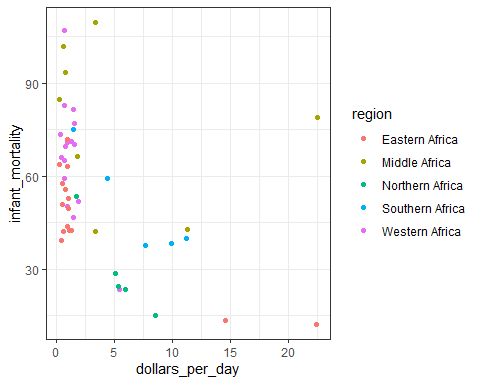 90
60
30
0
5
10
15
20
dollars_per_day
infant_mortality
region
Eastern Africa
Middle Africa
Northern Africa
Southern Africa
Western Africa